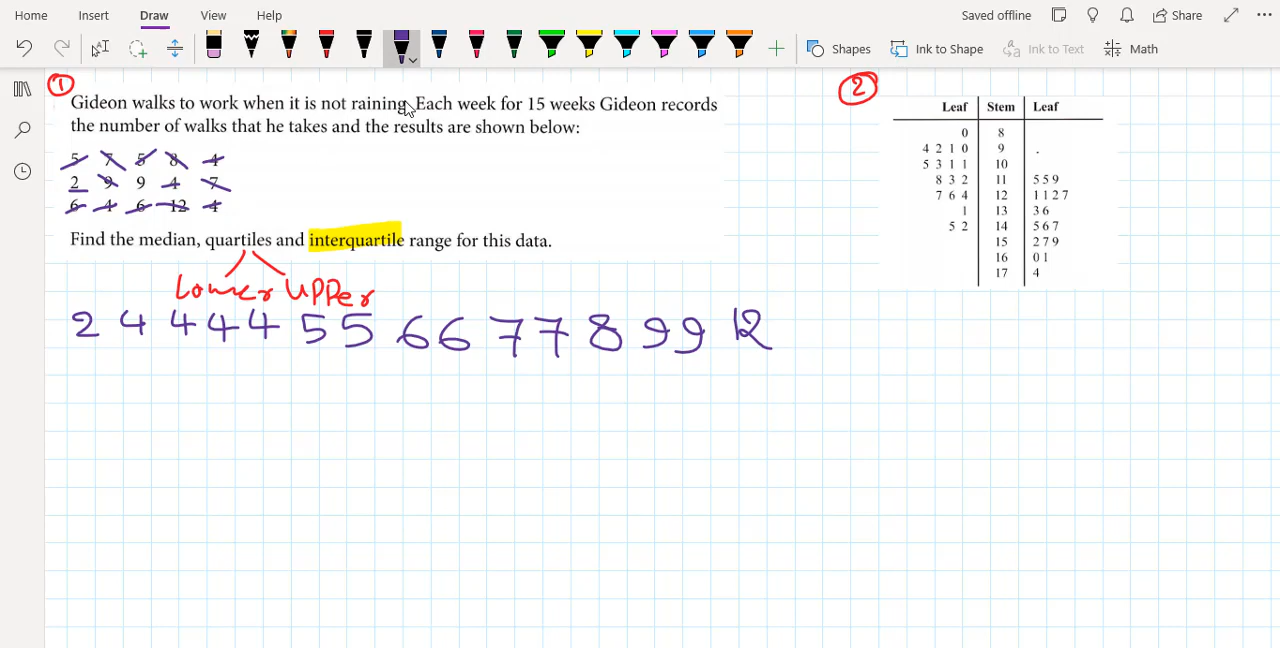 Home Insert Draw View Help Saved offline Share
Shapes Ink to Shape Ink to Text Math
1
Gideon walks to work when it is not raining. Each week for 15 weeks Gideon records
the number of walks that he takes and the results are shown below:
5 7 5 8 4
2 9 9 4 7
6 4 6 12 4
Find the median, quartiles and interquartile range for this data.
Lower UPPer
2 4 4 4 4 5 5 6 6 7 7 8 9 9 12
2
Leaf Stem Leaf
0 8
4 2 1 0 9
5 3 1 1 10
8 3 2 11 5 5 9
7 6 4 12 1 1 2 7
1 13 3 6
5 2 14 5 6 7
15 2 7 9
16 0 1
17 4